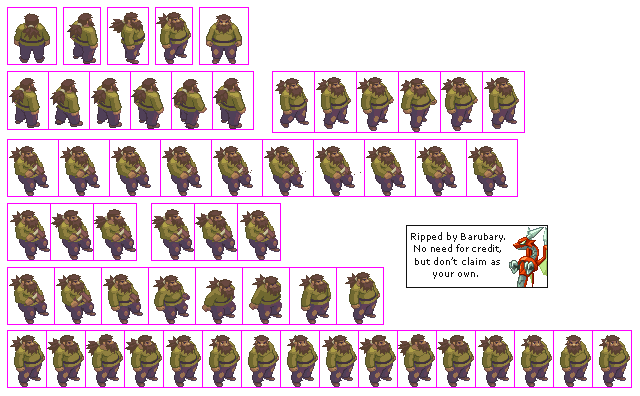 Ripped by Barubary.
No need for credit,
but don't claim as
your own.